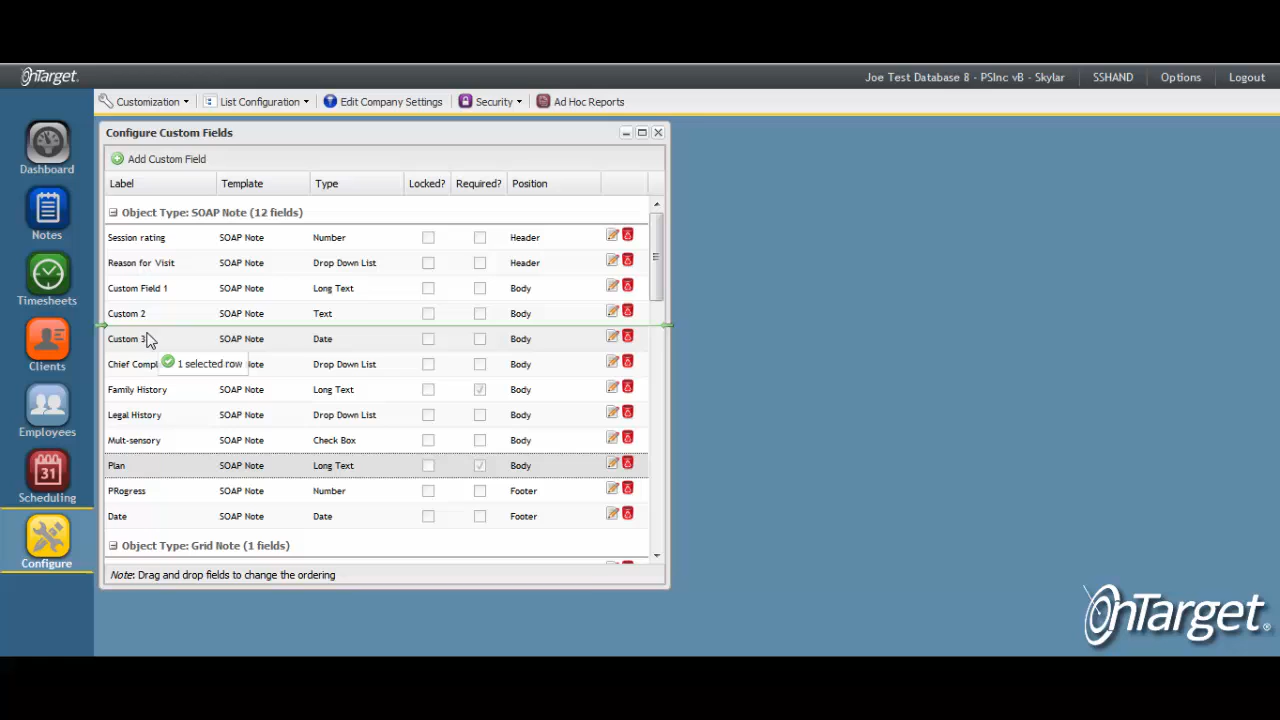 OnTarget.
Joe Test Database 8 - PSInc vB - Skylar SSHAND Options Logout
Customization List Configuration Edit Company Settings Security Ad Hoc Reports
Dashboard
Notes
Timesheets
Clients
Employees
31
Scheduling
Configure
Configure Custom Fields
Add Custom Field
Label Template Type Locked? Required? Position
Object Type: SOAP Note (12 fields)
Session rating SOAP Note Number Header
Reason for Visit SOAP Note Drop Down List Header
Custom Field 1 SOAP Note Long Text Body
Custom 2 SOAP Note Text Body
Custom 3 SOAP Note Date Body
Chief Compl ote Drop Down List Body
1 selected row
Family History SOAP Note Long Text Body
Legal History SOAP Note Drop Down List Body
Mult-sensory SOAP Note Check Box Body
Plan SOAP Note Long Text Body
PRogress SOAP Note Number Footer
Date SOAP Note Date Footer
Object Type: Grid Note (1 fields)
Note: Drag and drop fields to change the ordering
OnTarget®